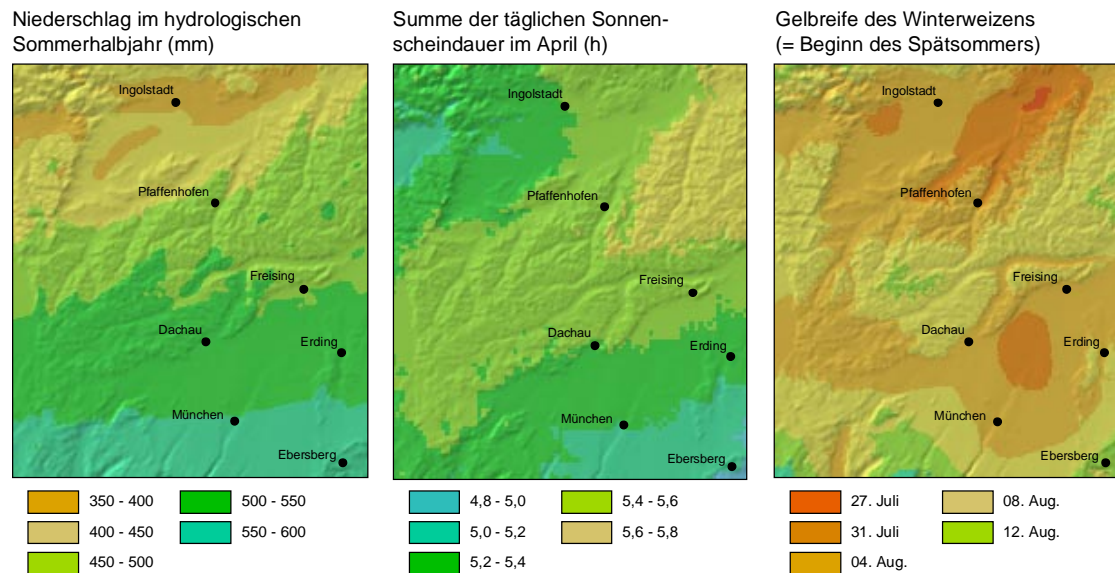 Niederschlag im hydrologischen
Sommerhalbjahr (mm)
Ingolstadt
Pfaffenhofen
Freising
Dachau
Erding
München
Ebersberg
350 - 400
400 - 450
450 - 500
500 - 550
550 - 600
Summe der täglichen Sonnen-
scheindauer im April (h)
Ingolstadt
Pfaffenhofen
Freising
Dachau
Erding
München
Ebersberg
4,8 - 5,0
5,0 - 5,2
5,2 - 5,4
5,4 - 5,6
5,6 - 5,8
Gelbreife des Winterweizens
(= Beginn des Spätsommers)
Ingolstadt
Pfaffenhofen
Freising
Dachau
Erding
München
Ebersberg
27. Juli
31. Juli
04. Aug.
08. Aug.
12. Aug.